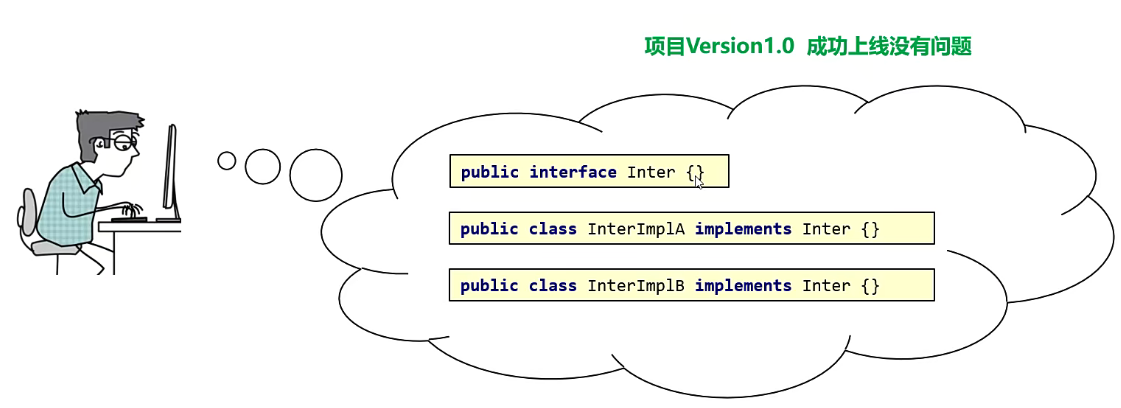 项目Version1.0 成功上线没有问题
public interface Inter {}
public class InterImplA implements Inter {}
public class InterImplB implements Inter {}